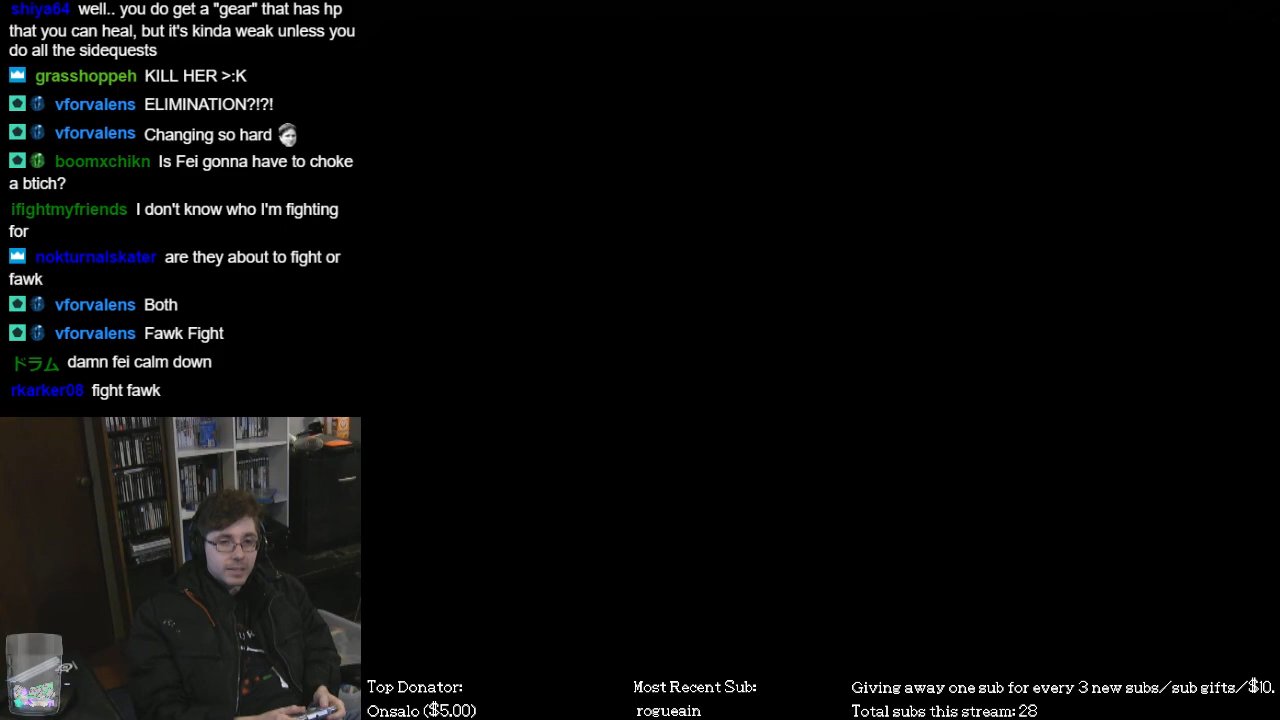 shiya64 well.. you do get a "gear" that has hp
that you can heal, but it's kinda weak unless you
do all the sidequests
grasshoppeh KILL HER >:K
vforvalens ELIMINATION?!?!
vforvalens Changing so hard
boomxchikn Is Fei gonna have to choke
a btich?
ifightmyfriends I don't know who I'm fighting
for
nokturnalskater are they about to fight or
fawk
vforvalens Both
vforvalens Fawk Fight
ドラム damn fei calm down
rkarker08 fight fawk
Top Donator:
Onsalo ($5.00)
Most Recent Sub:
rogueain
Giving away one sub for every 3 new subs/sub gifts/$10.
Total subs this stream: 28